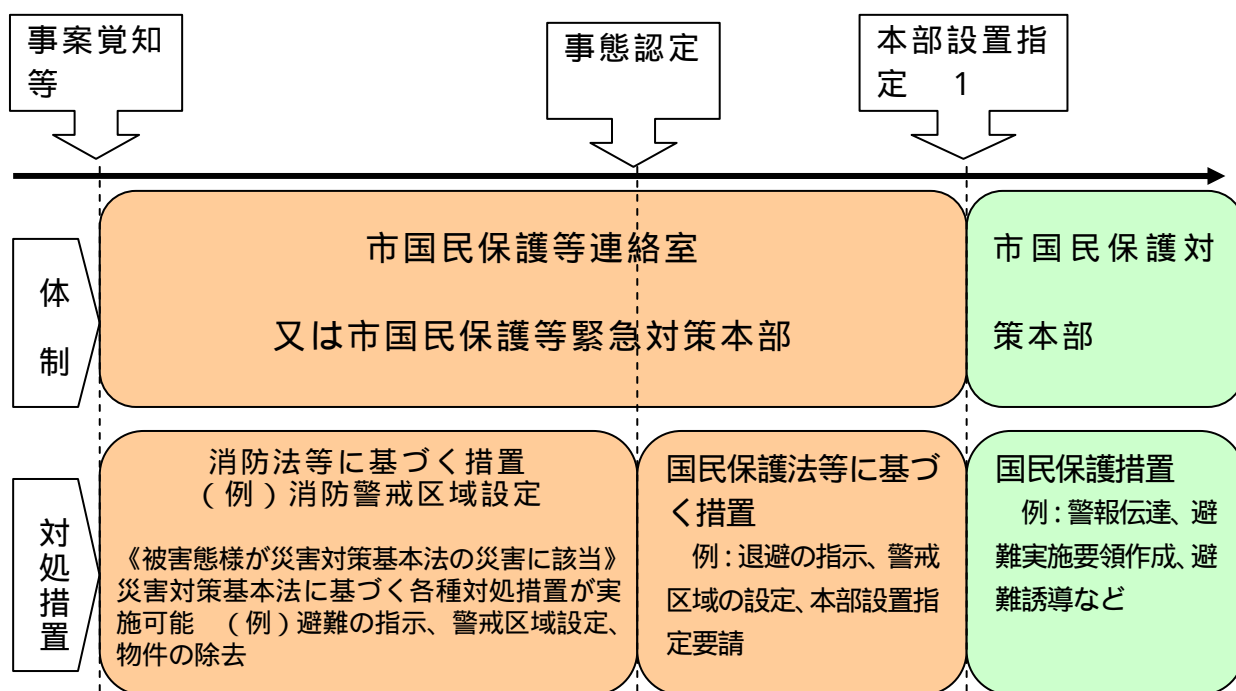 事案覚知
等
事態認定
本部設置指
定 1
体
制
市国民保護等連絡室
又は市国民保護等緊急対策本部
市国民保護対
策本部
対
処
措
置
消防法等に基づく措置
(例)消防警戒区域設定
《被害態様が災害対策基本法の災害に該当》
災害対策基本法に基づく各種対処措置が実
施可能 (例)避難の指示、警戒区域設定、
物件の除去
国民保護法等に基づ
く措置
例:退避の指示、警戒
区域の設定、本部設置指
定要請
国民保護措置
例:警報伝達、避
難実施要領作成、避
難誘導など